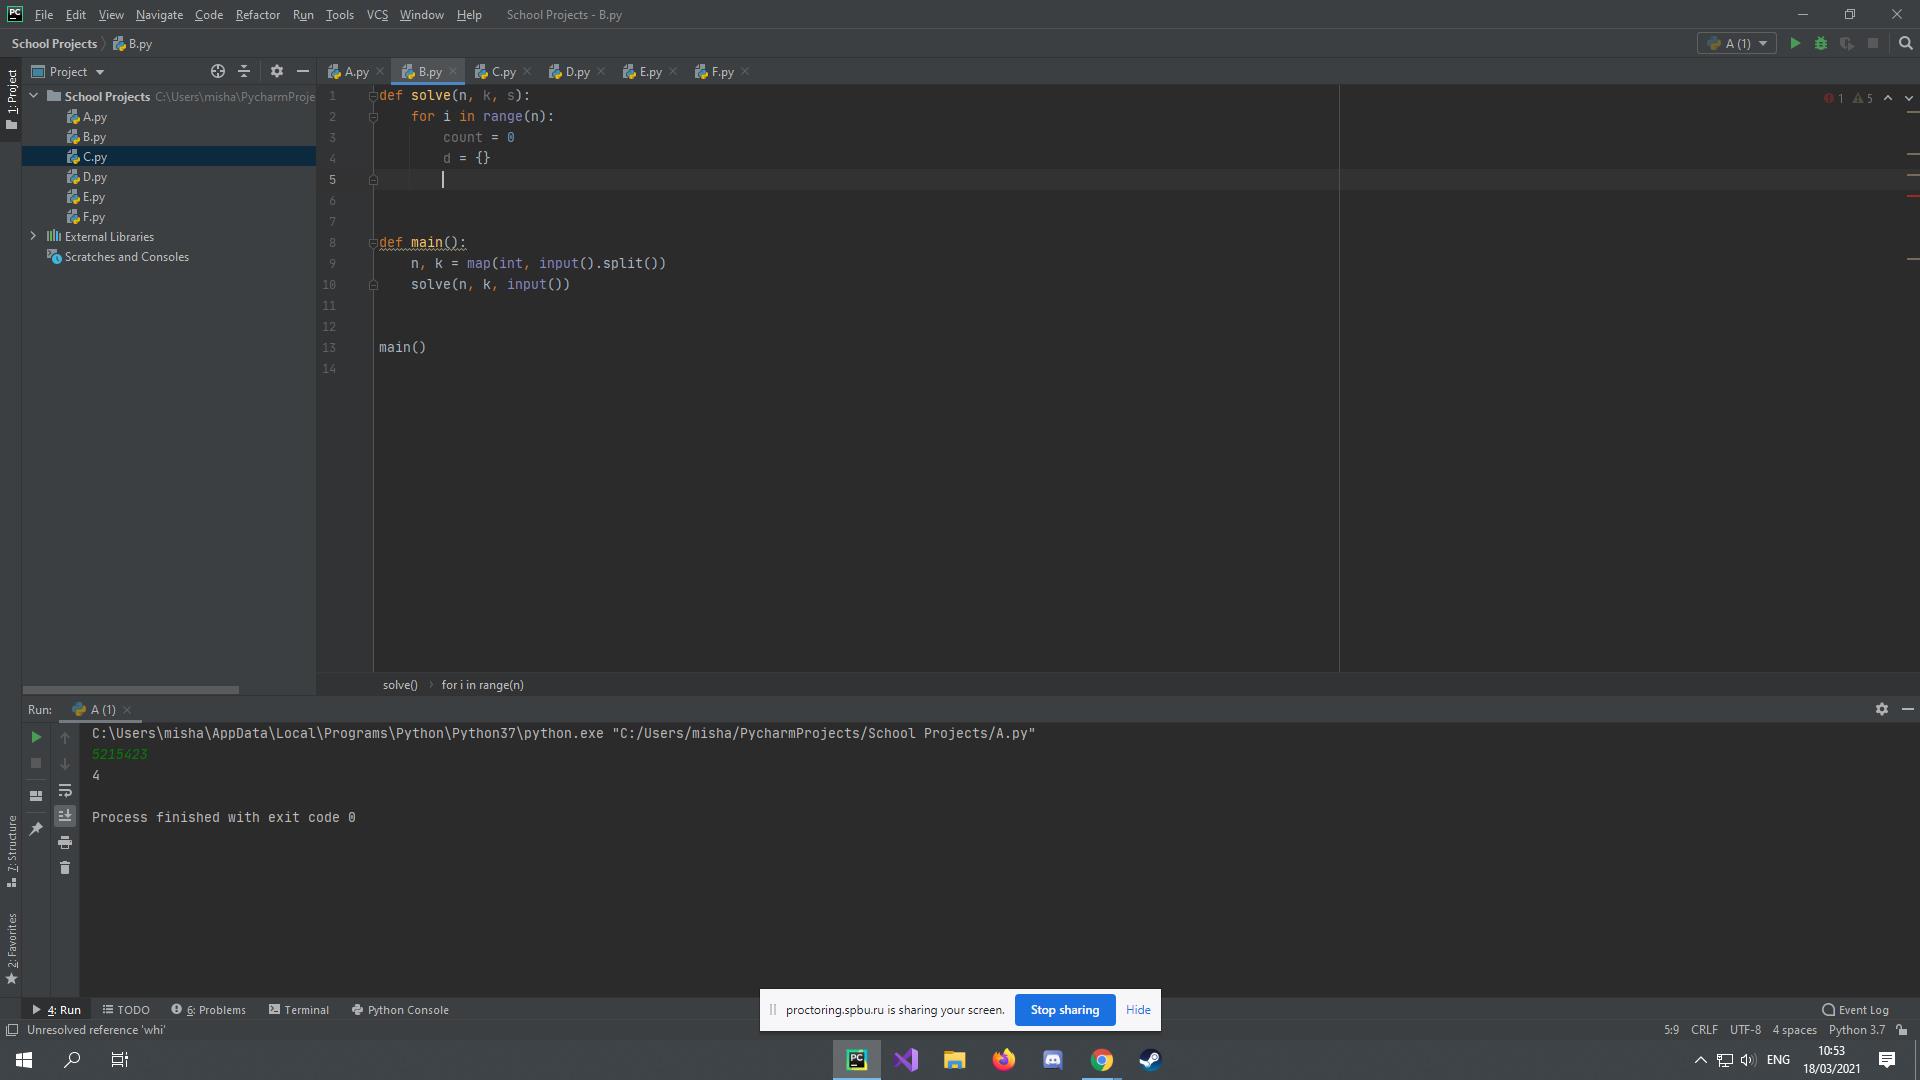 PC File Edit View Navigate Code Refactor Run Tools VCS Window Help School Projects - B.py
School Projects B.py A (1)
1: Project
Project A.py B.py C.py D.py E.py F.py
School Projects C:\Users\misha\PycharmProje
A.py
B.py
C.py
D.py
E.py
F.py
External Libraries
Scratches and Consoles
1 def solve(n, k, s):
2 for i in range(n):
3 count = 0
4 d = {}
5
6
7
8 def main():
9 n, k = map(int, input().split())
10 solve(n, k, input())
11
12
13 main()
14
1 5
solve() for i in range(n)
Run: A (1)
C:\Users\misha\AppData\Local\Programs\Python\Python37\python.exe "C:/Users/misha/PycharmProjects/School Projects/A.py"
5215423
4
Process finished with exit code 0
7: Structure
2: Favorites
4: Run TODO 6: Problems Terminal Python Console Event Log
proctoring.spbu.ru is sharing your screen. Stop sharing Hide
Unresolved reference 'whi' 5:9 CRLF UTF-8 4 spaces Python 3.7
PC ENG 10:53
18/03/2021